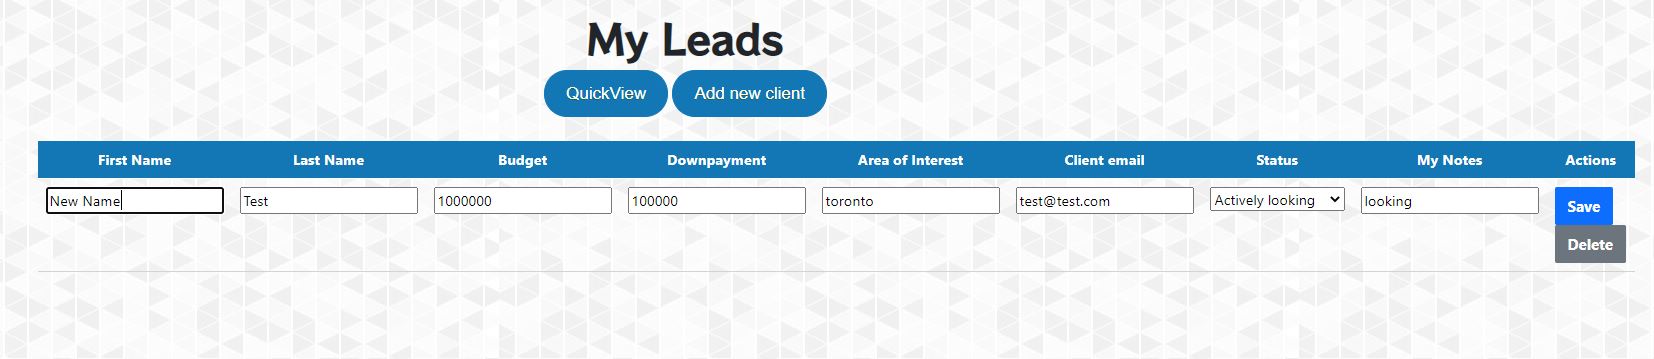 My Leads
QuickView Add new client
First Name Last Name Budget Downpayment Area of Interest Client email Status My Notes Actions
New Name Test 1000000 100000 toronto test@test.com Actively looking looking Save
Delete